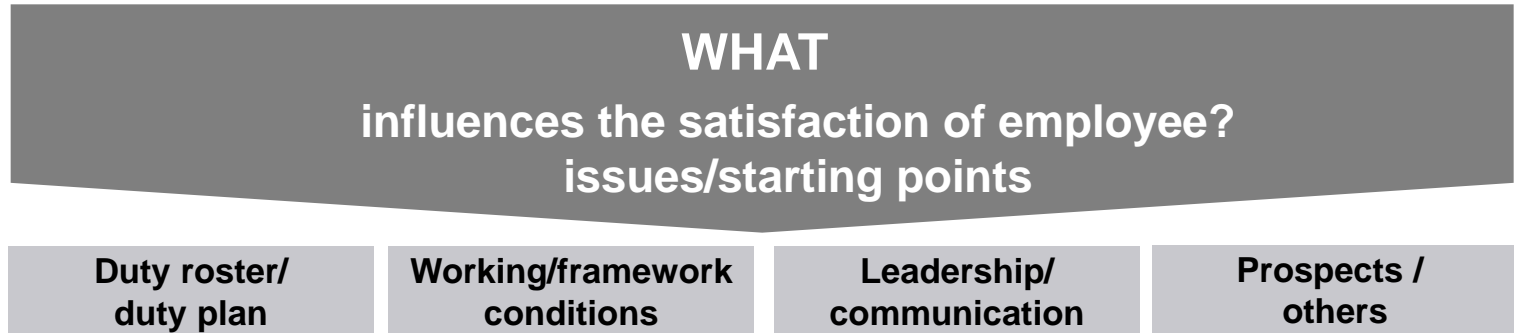 WHAT
influences the satisfaction of employee?
issues/starting points
Duty roster/
duty plan
Working/framework
conditions
Leadership/
communication
Prospects /
others